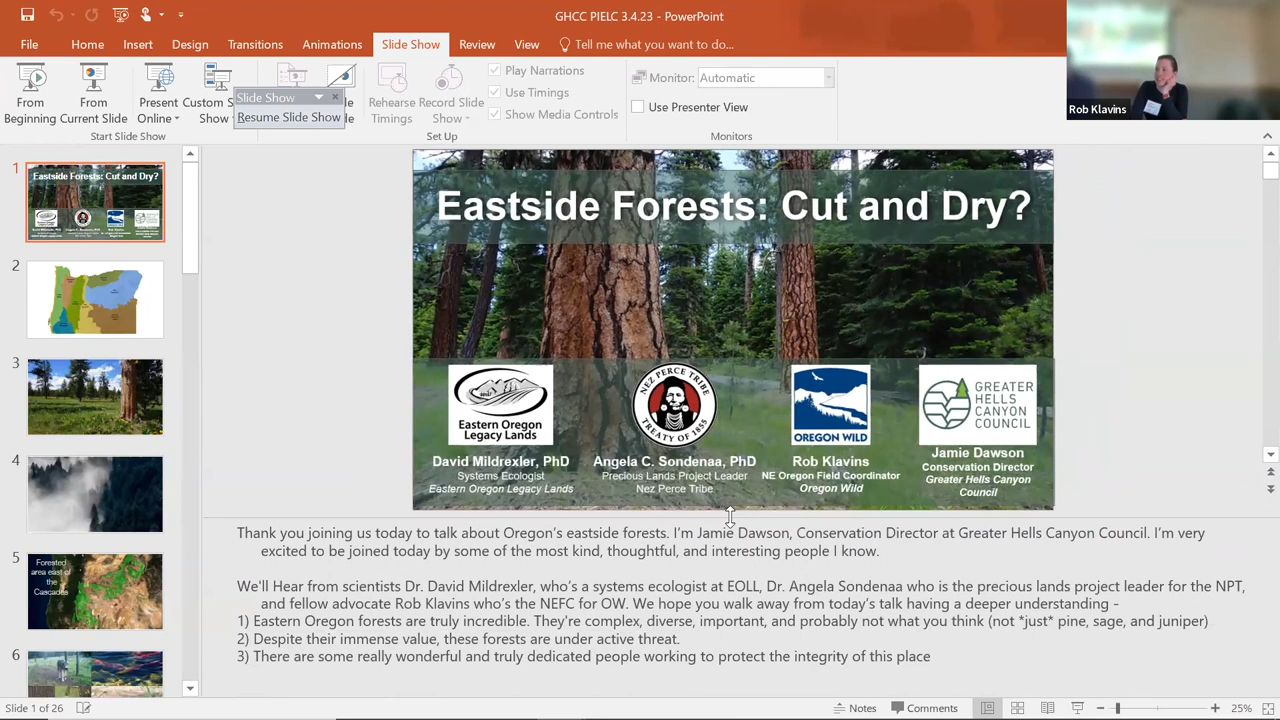 GHCC PIELC 3.4.23 - PowerPoint
File Home Insert Design Transitions Animations Slide Show Review View Tell me what you want to do...
From Beginning
From Current Slide
Present Online
Custom S
Show
Slide Show
Resume Slide Show
Rehearse Timings
Record Slide Show
Play Narrations
Use Timings
Show Media Controls
Monitor: Automatic
Use Presenter View
Start Slide Show
Set Up
Monitors
Rob Klavins
1
Eastside Forests: Cut and Dry?
2
3
4
5
Forested area east of the Cascades
6
Eastside Forests: Cut and Dry?
Eastern Oregon
Legacy Lands
David Mildrexler, PhD
Systems Ecologist
Eastern Oregon Legacy Lands
NEZ PERCE TRIBE
TREATY OF 1855
Angela C. Sondenaa, PhD
Precious Lands Project Leader
Nez Perce Tribe
OREGON WILD
Rob Klavins
NE Oregon Field Coordinator
Oregon Wild
GREATER
HELLS
CANYON
COUNCIL
Jamie Dawson
Conservation Director
Greater Hells Canyon
Council
Thank you joining us today to talk about Oregon's eastside forests. I'm Jamie Dawson, Conservation Director at Greater Hells Canyon Council. I'm very
excited to be joined today by some of the most kind, thoughtful, and interesting people I know.
We'll Hear from scientists Dr. David Mildrexler, who's a systems ecologist at EOLL, Dr. Angela Sondenaa who is the precious lands project leader for the NPT,
and fellow advocate Rob Klavins who's the NEFC for OW. We hope you walk away from today's talk having a deeper understanding -
1) Eastern Oregon forests are truly incredible. They're complex, diverse, important, and probably not what you think (not *just* pine, sage, and juniper)
2) Despite their immense value, these forests are under active threat.
3) There are some really wonderful and truly dedicated people working to protect the integrity of this place
Slide 1 of 26
Notes
Comments
25%